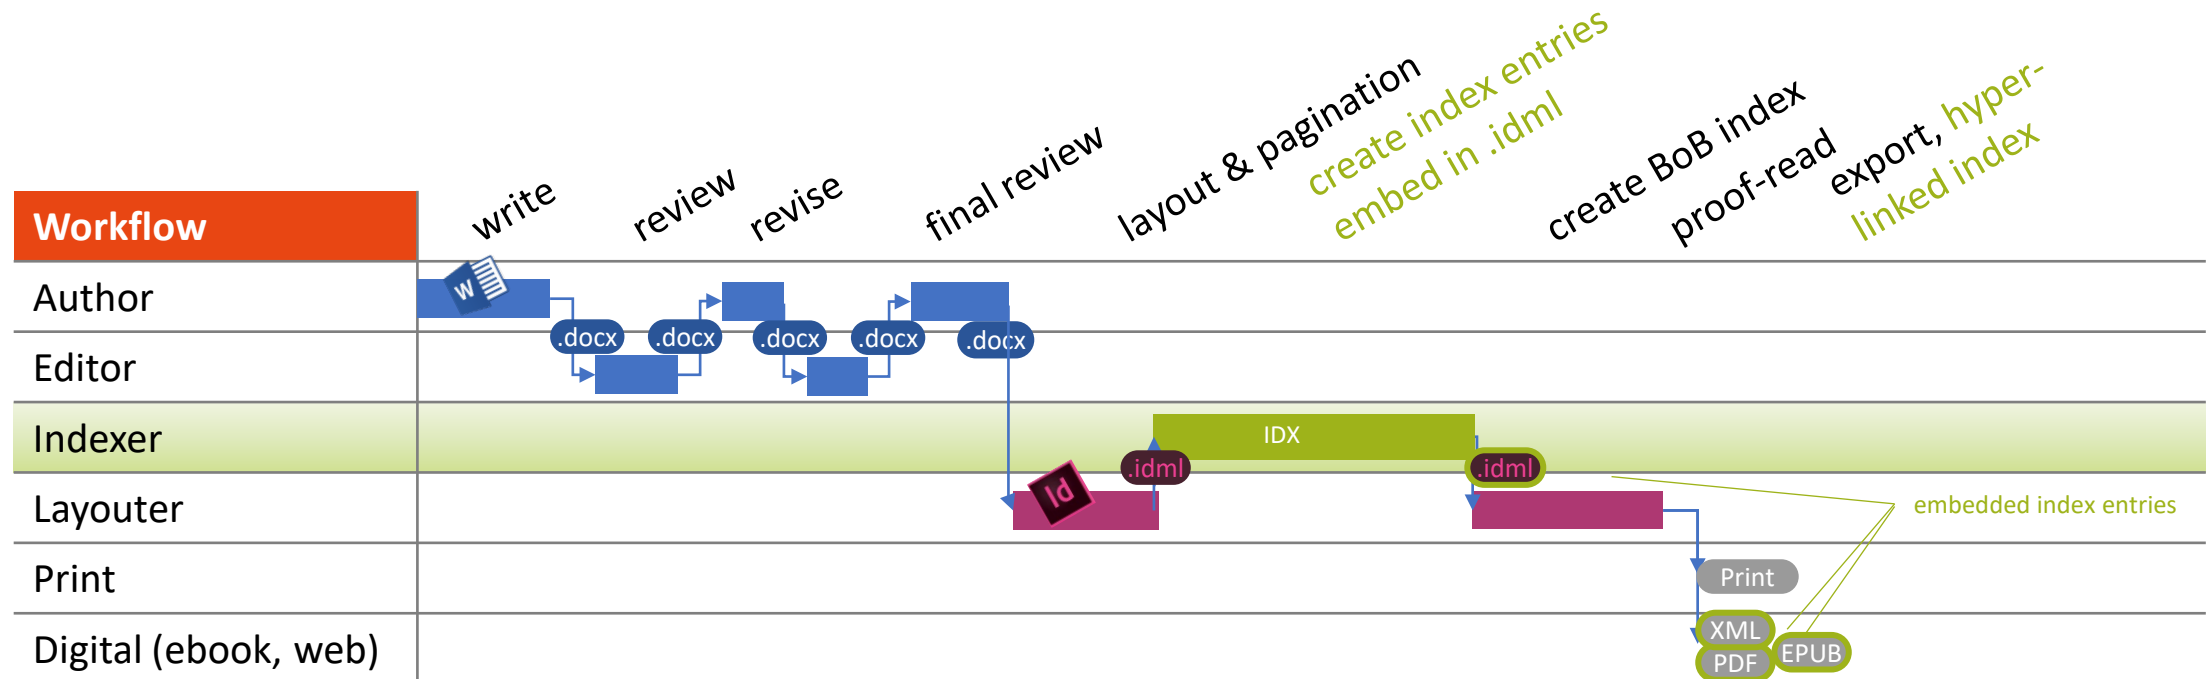 write
review
revise
final review
layout & pagination
create index entries
embed in .idml
create BoB index
proof-read
export, hyper-
linked index
Workflow
Author
W
.docx
.docx
.docx
.docx
.docx
Editor
Indexer
IDX
.idml
.idml
Layouter
Id
embedded index entries
Print
Print
Digital (ebook, web)
XML
PDF
EPUB